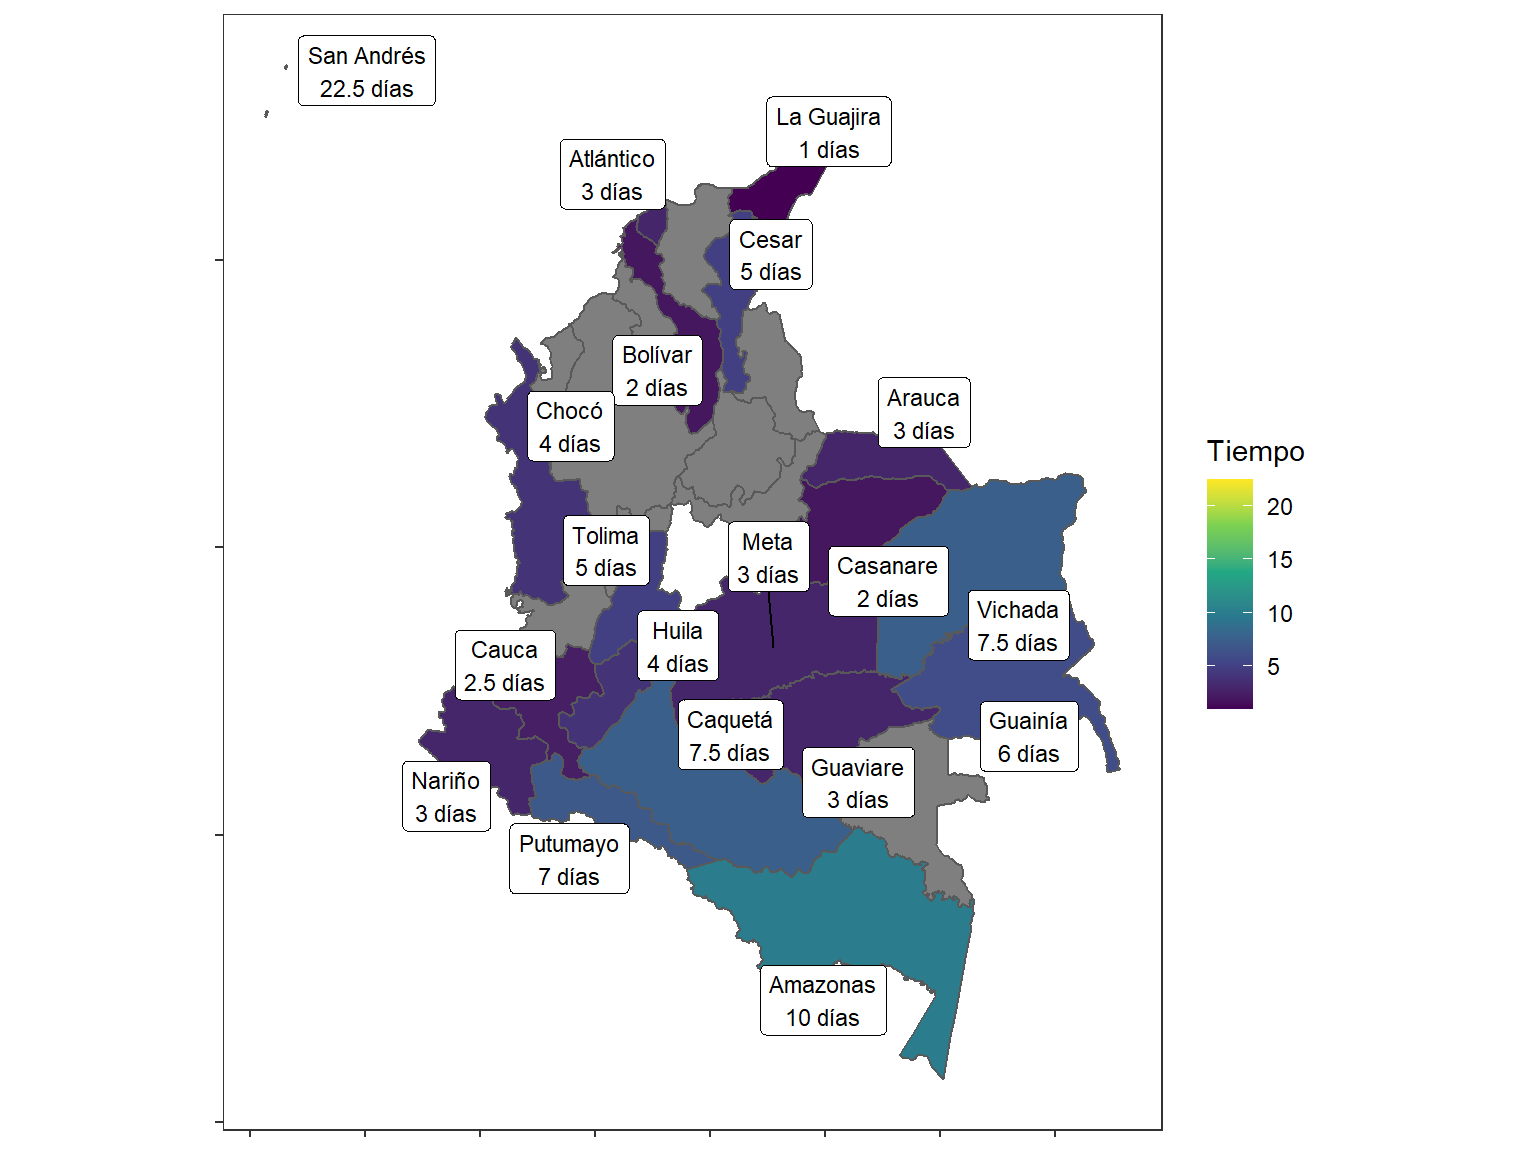 San Andrés
22.5 días
La Guajira
1 días
Atlántico
3 días
Cesar
5 días
Bolívar
2 días
Arauca
3 días
Chocó
4 días
Tiempo
20
15
10
5
Tolima
5 días
Meta
3 días
Casanare
2 días
Vichada
7.5 días
Huila
4 días
Cauca
2.5 días
Caquetá
7.5 días
Guainía
6 días
Guaviare
3 días
Nariño
3 días
Putumayo
7 días
Amazonas
10 días